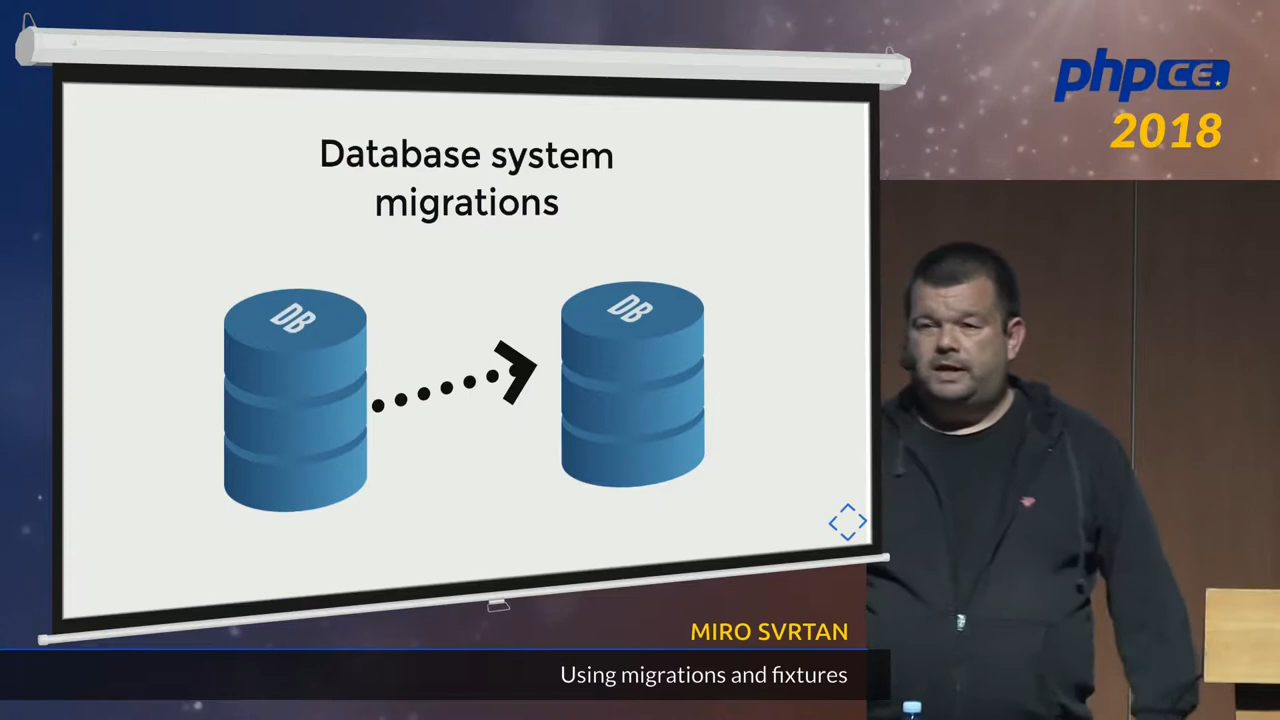 Database system
migrations
DB
DB
phpCE
2018
MIRO SVRTAN
Using migrations and fixtures